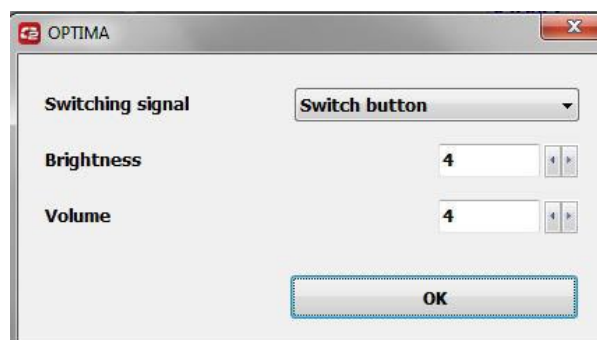 OPTIMA
Switching signal Switch button
Brightness 4
Volume 4
OK